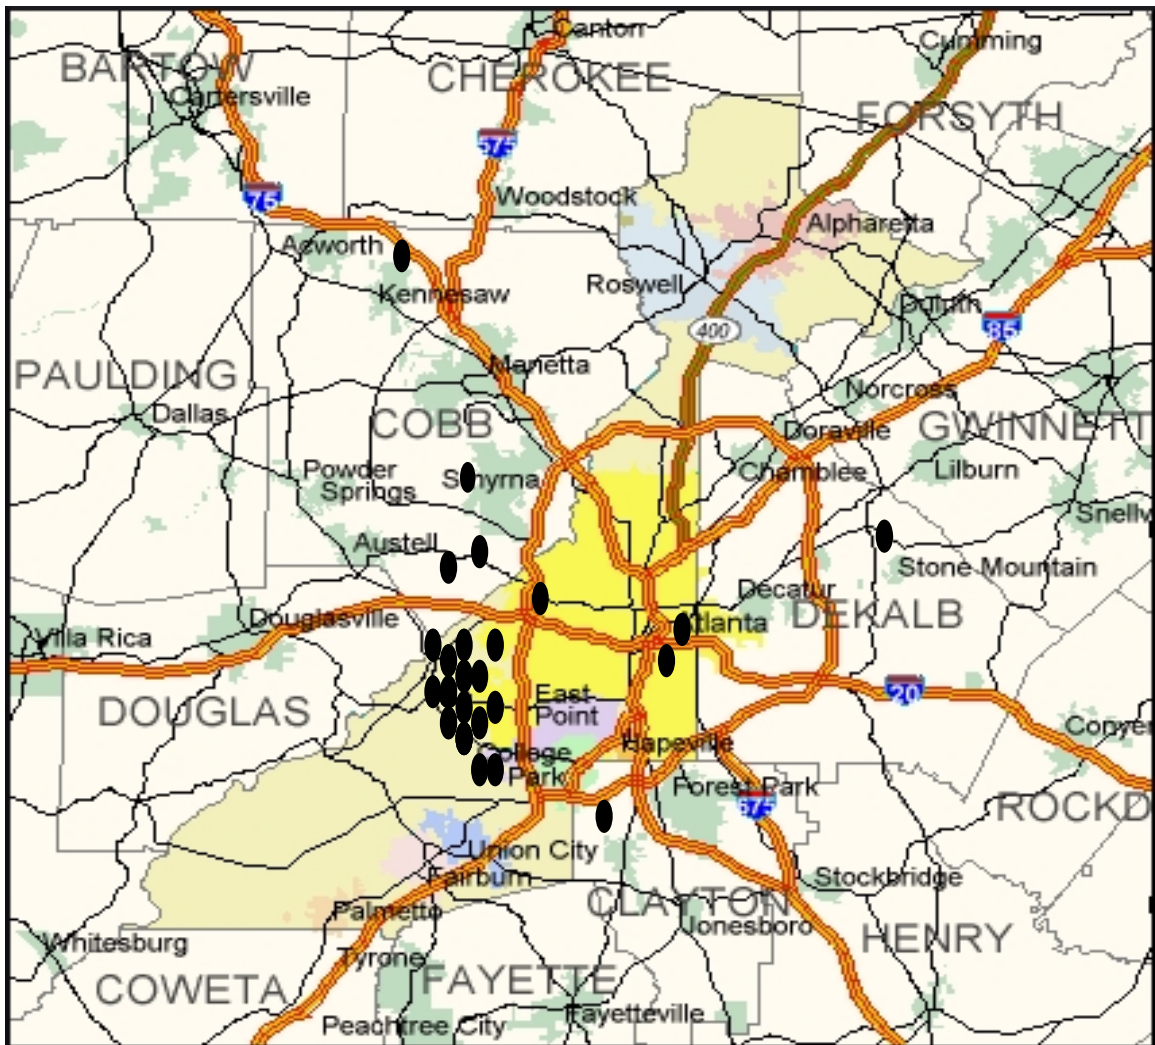 Canton
Cumming
BARTOW
CHEROKEE
Cartersville
FORSYTH
575
75
Woodstock
Alpharetta
Acworth
Roswell
Kennesaw
Duluth
400
85
Marietta
PAULDING
Norcross
Dallas
COBB
GWINNETT
Doraville
Powder
Springs
Smyrna
Chamblee
Lilburn
Snellv
Austell
Stone Mountain
Decatur
Douglasville
DEKALB
Atlanta
Villa Rica
20
East
Point
DOUGLAS
Conyer
Hapeville
College
Park
Forest Park
675
ROCKD
Union City
Fairburn
Stockbridge
CLAYTON
Palmetto
Jonesboro
Whitesburg
HENRY
Tyrone
COWETA
FAYETTE
Fayetteville
Peachtree City